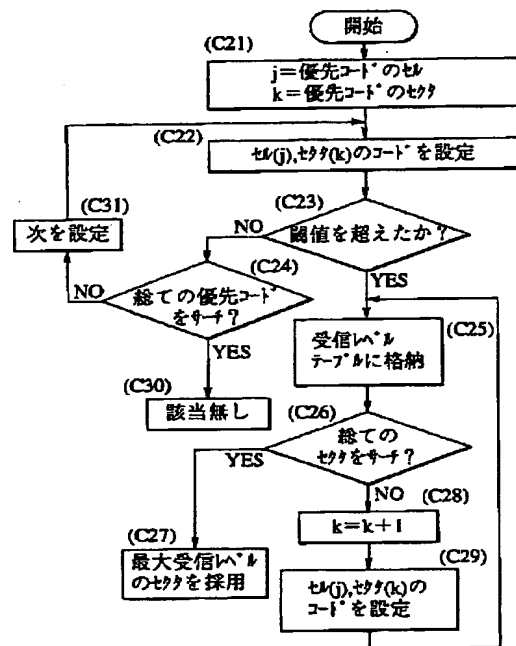 開始
(C21)
j=優先ｺｰﾄﾞのｾﾙ
k=優先ｺｰﾄﾞのｾｸﾀ
(C22)
ｾﾙ(j),ｾｸﾀ(k)のｺｰﾄﾞを設定
(C23)
閾値を超えたか?
NO
YES
(C31)
次を設定
(C24)
総ての優先ｺｰﾄﾞ
をｻｰﾁ?
NO
YES
(C25)
受信ﾚﾍﾞﾙ
ﾃｰﾌﾞﾙに格納
(C30)
該当無し
(C26)
総ての
ｾｸﾀをｻｰﾁ?
YES
NO
(C28)
k=k+1
(C27)
最大受信ﾚﾍﾞﾙ
のｾｸﾀを採用
(C29)
ｾﾙ(j),ｾｸﾀ(k)の
ｺｰﾄﾞを設定